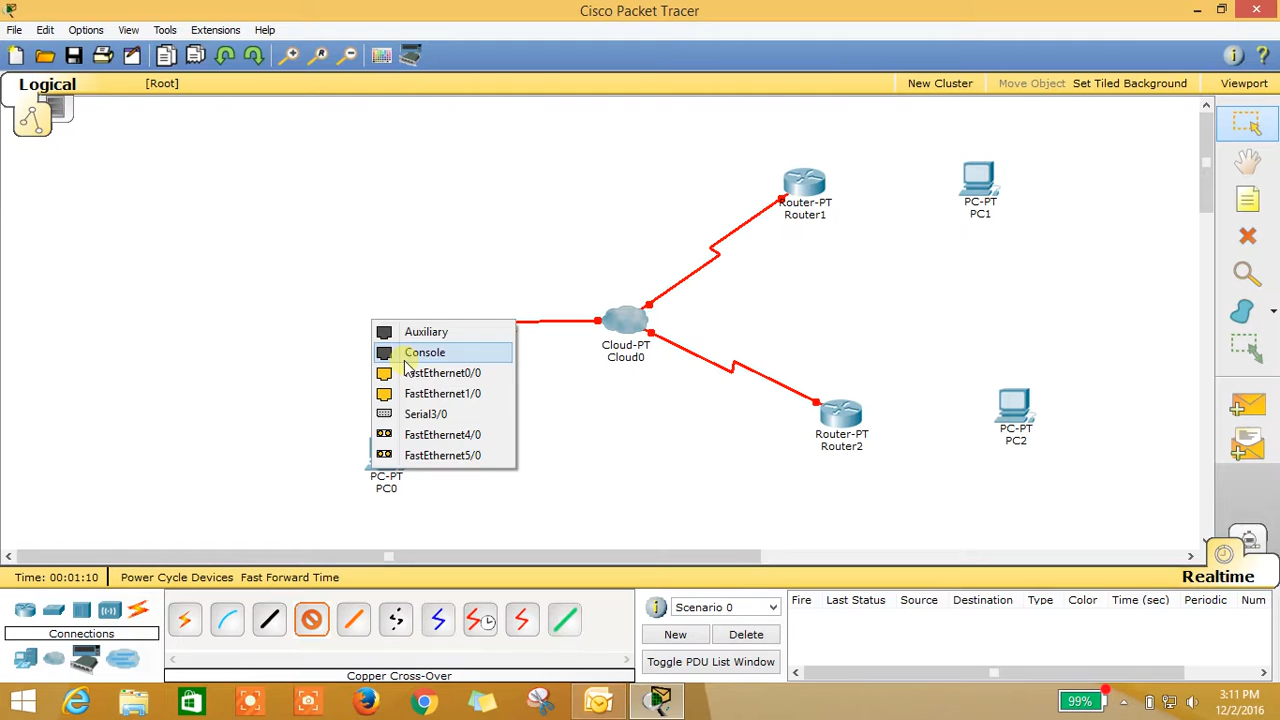 Cisco Packet Tracer
File Edit Options View Tools Extensions Help
Logical [Root] New Cluster Move Object Set Tiled Background Viewport
Router-PT
Router1
PC-PT
PC1
Auxiliary
Console
FastEthernet0/0
FastEthernet1/0
Serial3/0
FastEthernet4/0
FastEthernet5/0
Cloud-PT
Cloud0
Router-PT
Router2
PC-PT
PC2
PC-PT
PC0
Time: 00:01:10 Power Cycle Devices Fast Forward Time Realtime
Connections
Copper Cross-Over
Scenario 0
New Delete
Toggle PDU List Window
Fire Last Status Source Destination Type Color Time (sec) Periodic Num
99%
3:11 PM
12/2/2016